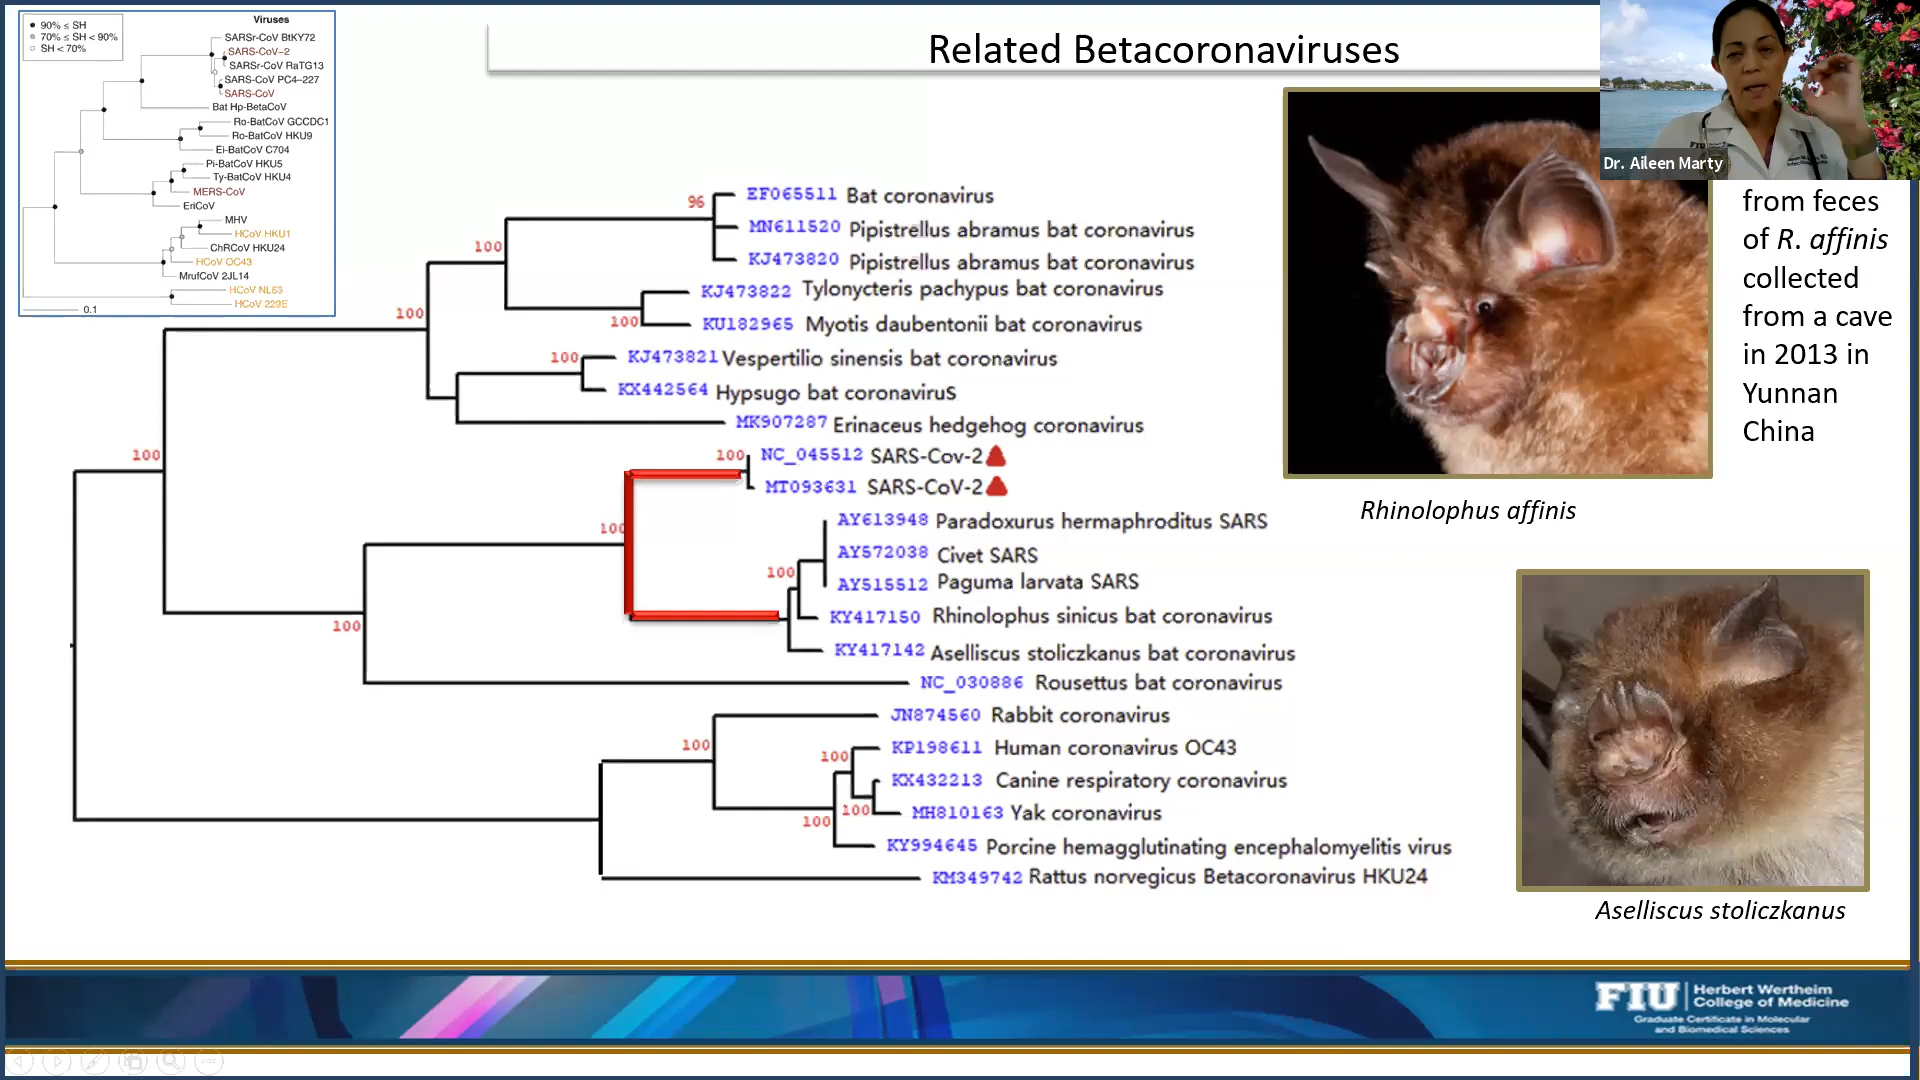 Related Betacoronaviruses
90% ≤ SH
70% ≤ SH < 90%
SH < 70%
Viruses
SARSr-CoV BtKY72
SARS-CoV-2
SARSr-CoV RaTG13
SARS-CoV PC4-227
SARS-CoV
Bat Hp-BetaCoV
Ro-BatCoV GCCDC1
Ro-BatCoV HKU9
Ei-BatCoV C704
Pi-BatCoV HKU5
Ty-BatCoV HKU4
MERS-CoV
EriCoV
MHV
HCoV HKU1
ChRCoV HKU24
HCoV OC43
MrufCoV 2JL14
HCoV NL63
HCoV 229E
0.1
96
100
100
100
100
100
100
100
100
100
100
100
100
100
EF065511 Bat coronavirus
MN611520 Pipistrellus abramus bat coronavirus
KJ473820 Pipistrellus abramus bat coronavirus
KJ473822 Tylonycteris pachypus bat coronavirus
KU182965 Myotis daubentonii bat coronavirus
KJ473821 Vespertilio sinensis bat coronavirus
KX442564 Hypsugo bat coronaviruS
MK907287 Erinaceus hedgehog coronavirus
NC_045512 SARS-Cov-2
MT093631 SARS-CoV-2
AY613948 Paradoxurus hermaphroditus SARS
AY572038 Civet SARS
AY515512 Paguma larvata SARS
KY417150 Rhinolophus sinicus bat coronavirus
KY417142 Aselliscus stoliczkanus bat coronavirus
NC_030886 Rousettus bat coronavirus
JN874560 Rabbit coronavirus
KP198611 Human coronavirus OC43
KX432213 Canine respiratory coronavirus
MH810163 Yak coronavirus
KY994645 Porcine hemagglutinating encephalomyelitis virus
KM349742 Rattus norvegicus Betacoronavirus HKU24
Dr. Aileen Marty
FIU
from feces
of R. affinis
collected
from a cave
in 2013 in
Yunnan
China
Rhinolophus affinis
Aselliscus stoliczkanus
FIU
Herbert Wertheim
College of Medicine
Graduate Certificate in Molecular
and Biomedical Sciences